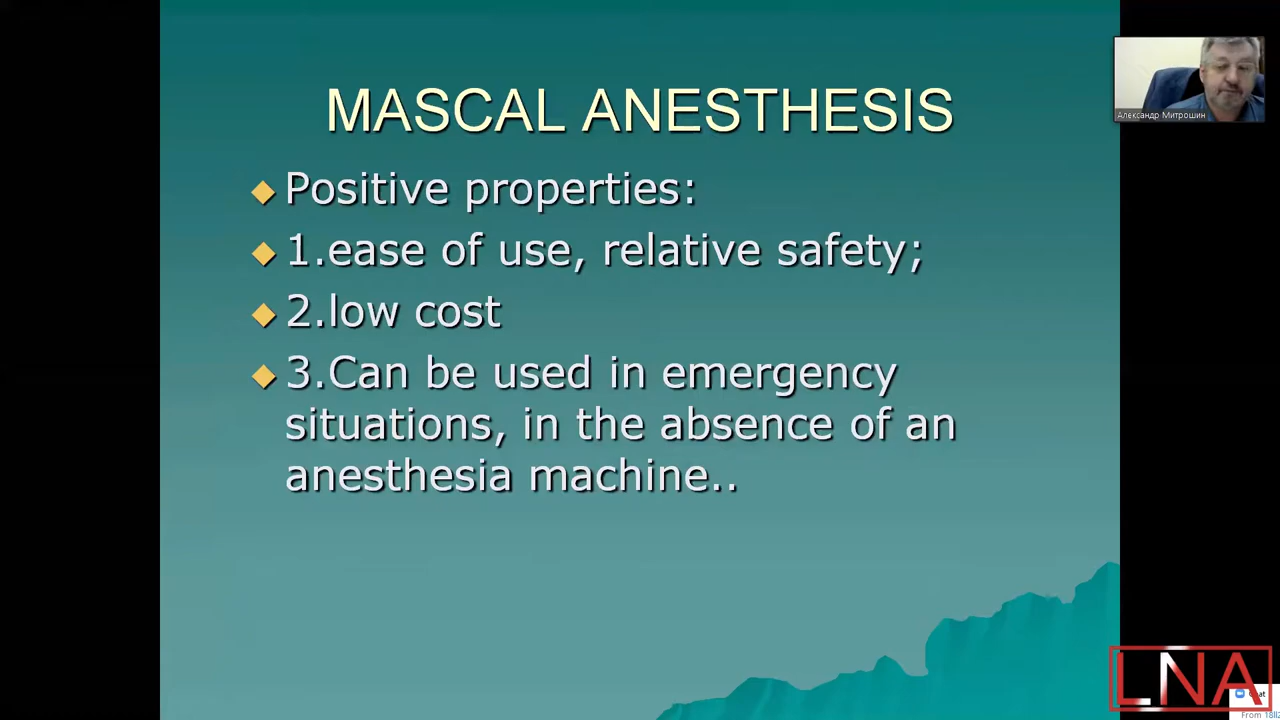 MASCAL ANESTHESIS
Positive properties:
1.ease of use, relative safety;
2.low cost
3.Can be used in emergency
situations, in the absence of an
anesthesia machine..
Александр Митрошин
LNA
From